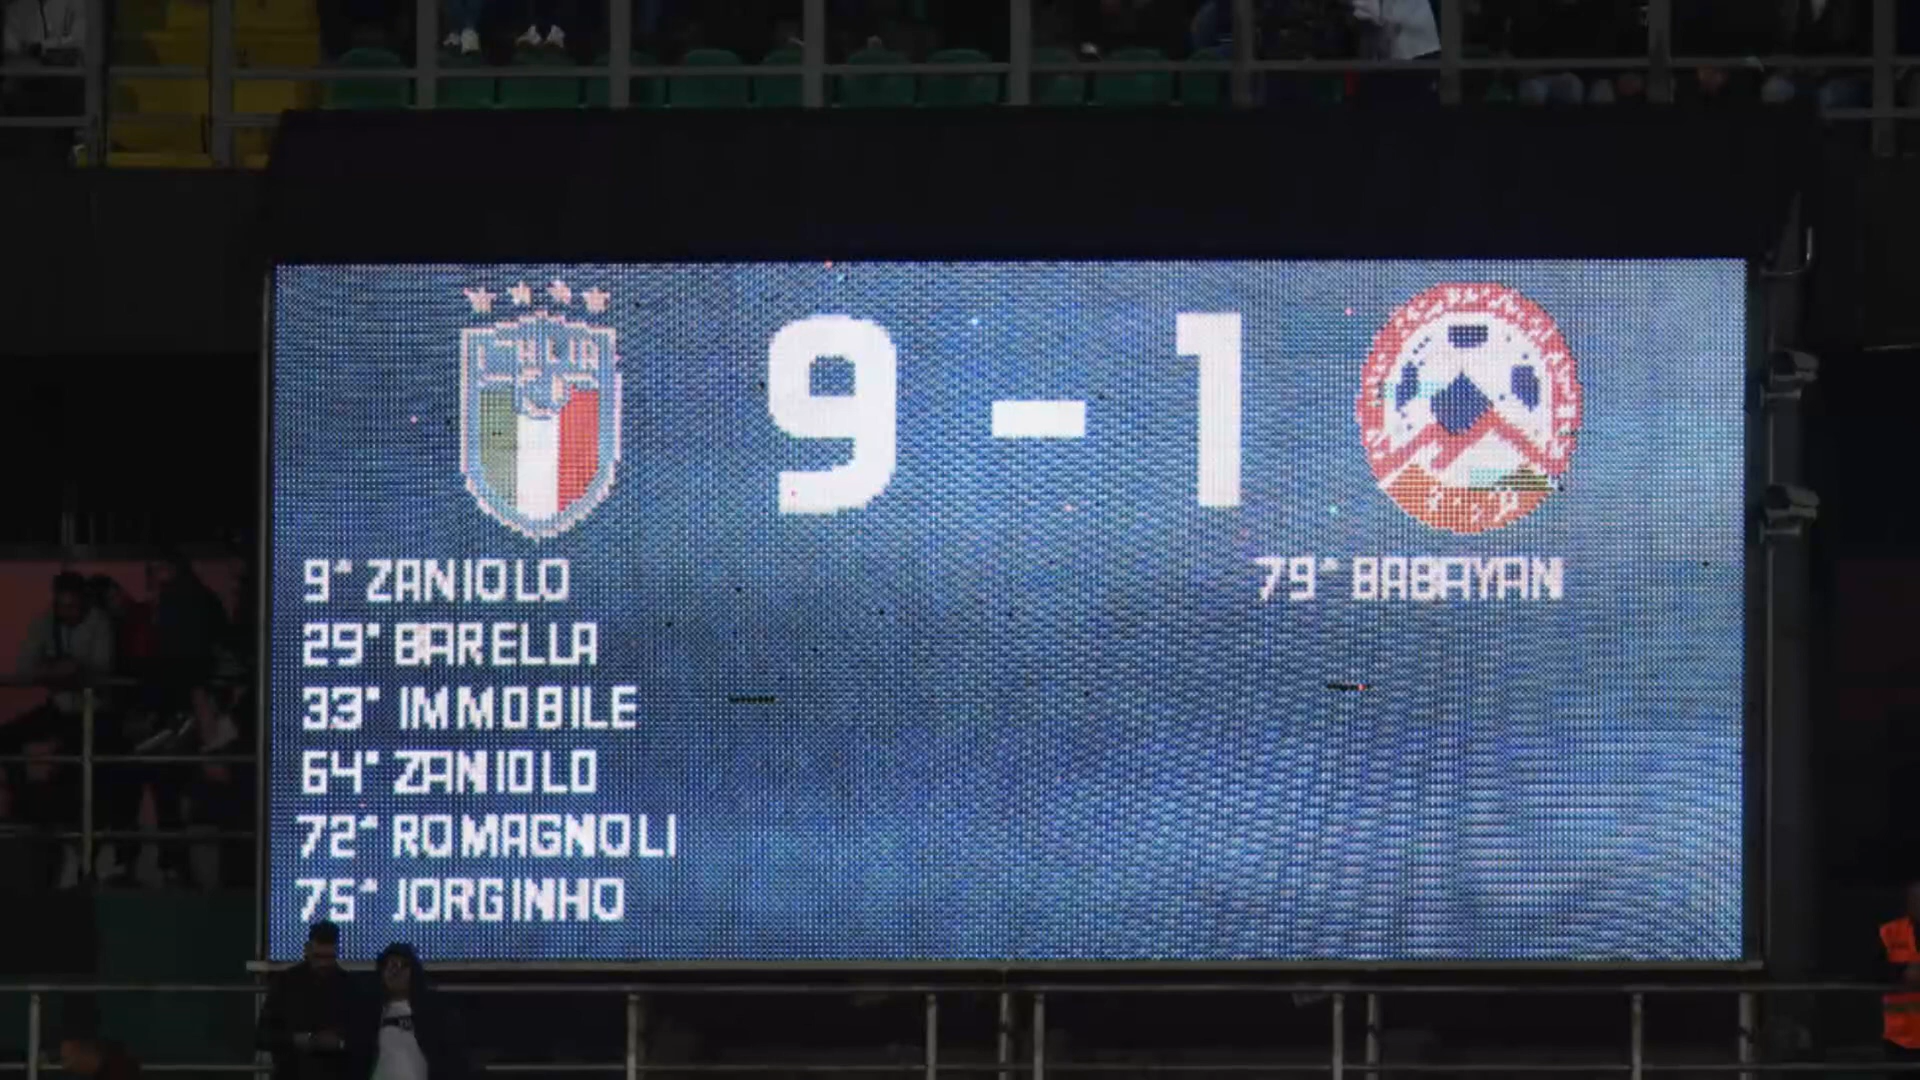 9 - 1
9' ZANIOLO
79' BABAYAN
29' BARELLA
33' IMMOBILE
64' ZANIOLO
72' ROMAGNOLI
75' JORGINHO